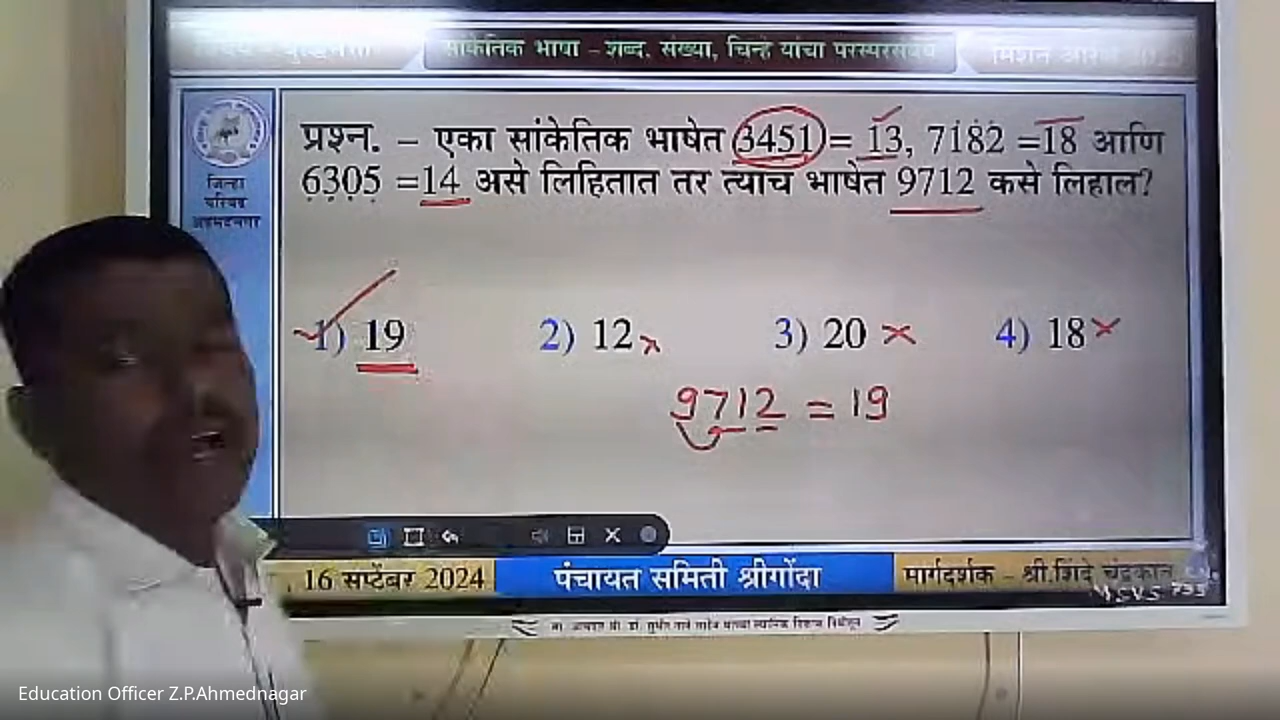 सांकेतिक भाषा – शब्द, संख्या, चिन्हे यांचा परस्परसंबंध
प्रश्न. – एका सांकेतिक भाषेत 3451 = 13, 7182 =18 आणि
6305 =14 असे लिहितात तर त्याच भाषेत 9712 कसे लिहाल?
जिल्हा
परिषद
अहमदनगर
1) 19 2) 12 3) 20 4) 18
9712 = 19
16 सप्टेंबर 2024 पंचायत समिती श्रीगोंदा मार्गदर्शक – श्री.शिंदे चंद्रकांत
Education Officer Z.P.Ahmednagar